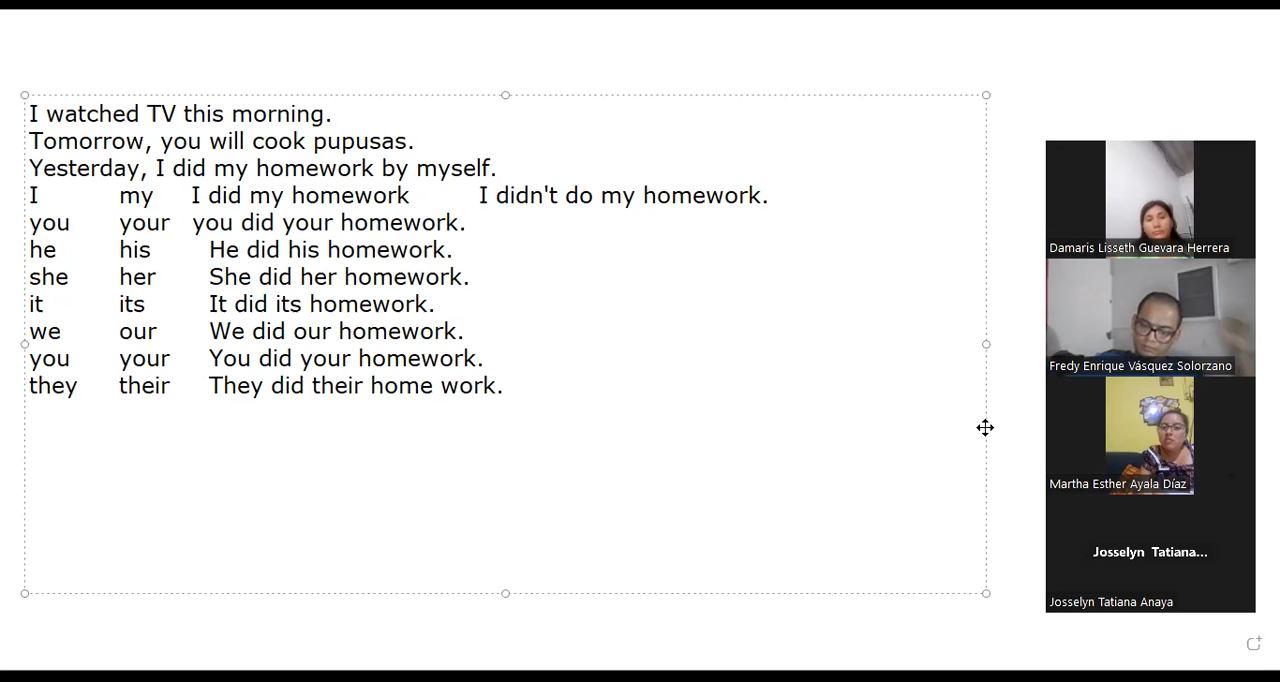 I watched TV this morning.
Tomorrow, you will cook pupusas.
Yesterday, I did my homework by myself.
I my I did my homework I didn't do my homework.
you your you did your homework.
he his He did his homework.
she her She did her homework.
it its It did its homework.
we our We did our homework.
you your You did your homework.
they their They did their home work.
Damaris Lisseth Guevara Herrera
Fredy Enrique Vásquez Solorzano
Martha Esther Ayala Díaz
Josselyn Tatiana...
Josselyn Tatiana Anaya